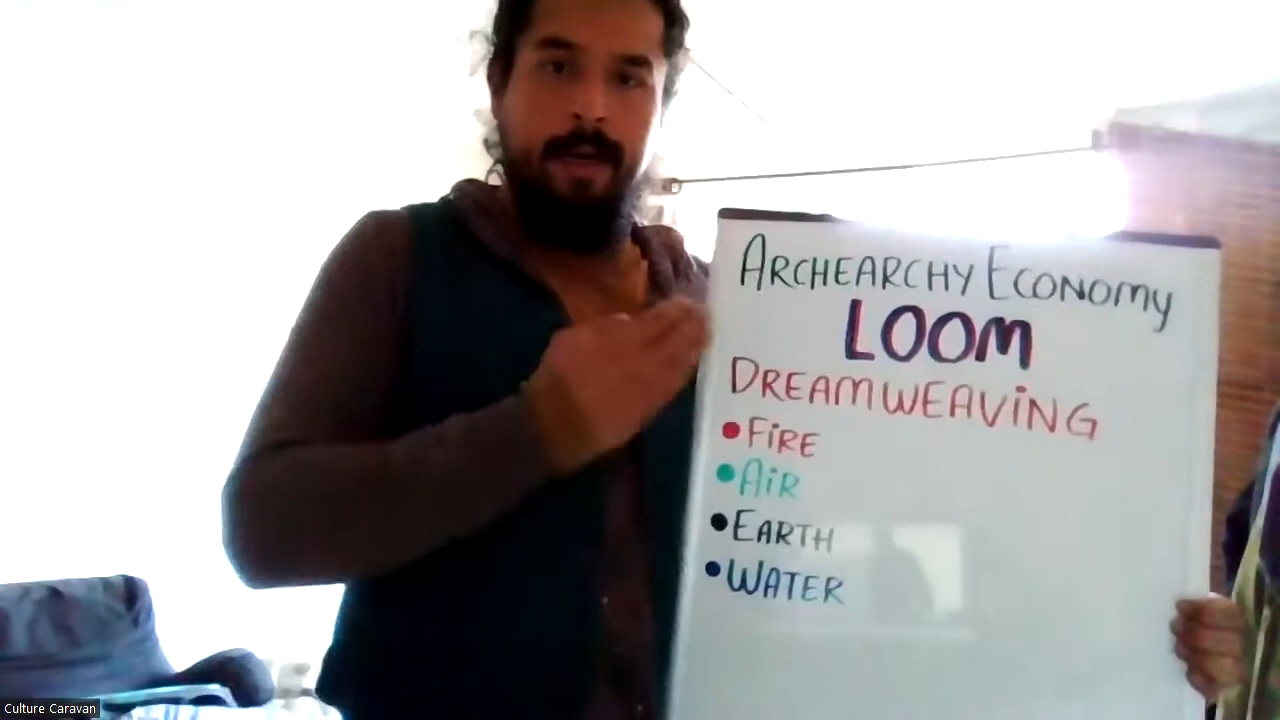 ARCHEARCHY ECONOMY
LOOM
DREAMWEAVING
• FIRE
• AIR
• EARTH
• WATER
Culture Caravan